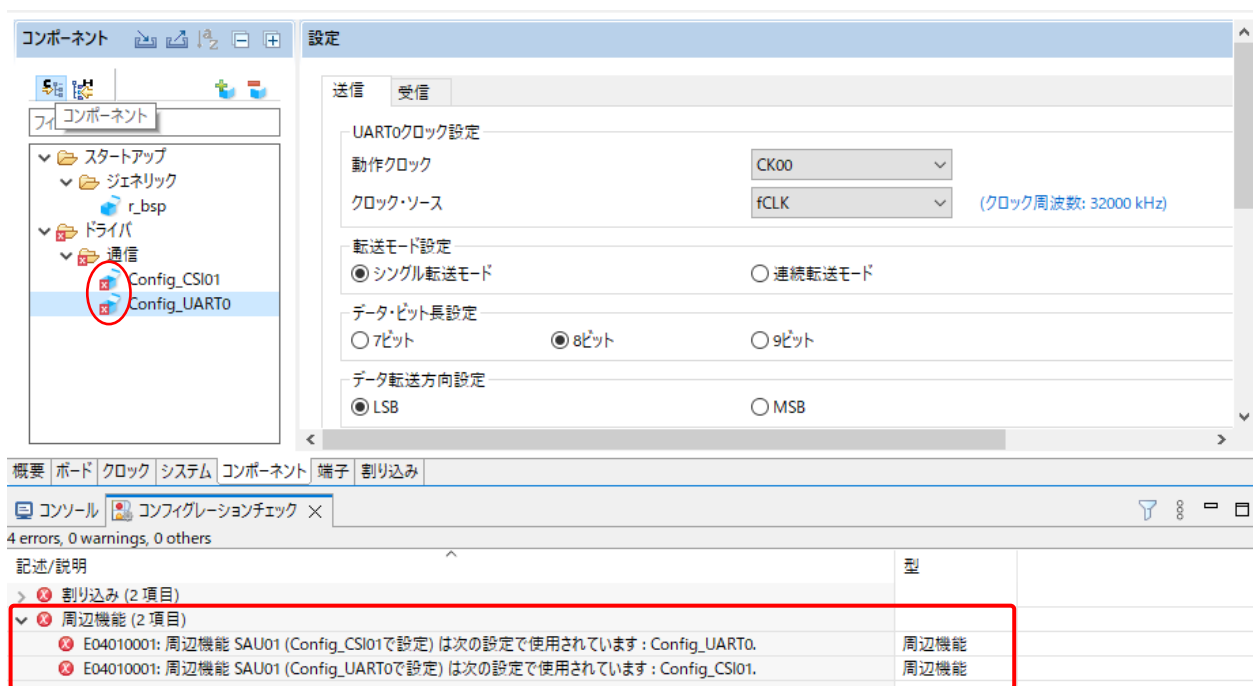 コンポーネント
設定
コンポーネント
送信 受信
UART0クロック設定
動作クロック CK00
クロック・ソース fCLK (クロック周波数: 32000 kHz)
スタートアップ
ジェネリック
r_bsp
ドライバ
通信
Config_CSI01
Config_UART0
転送モード設定
シングル転送モード 連続転送モード
データ・ビット長設定
7ビット 8ビット 9ビット
データ転送方向設定
LSB MSB
概要 ボード クロック システム コンポーネント 端子 割り込み
コンソール コンフィグレーションチェック
4 errors, 0 warnings, 0 others
記述/説明 型
割り込み (2 項目)
周辺機能 (2 項目)
E04010001: 周辺機能 SAU01 (Config_CSI01で設定) は次の設定で使用されています : Config_UART0. 周辺機能
E04010001: 周辺機能 SAU01 (Config_UART0で設定) は次の設定で使用されています : Config_CSI01. 周辺機能